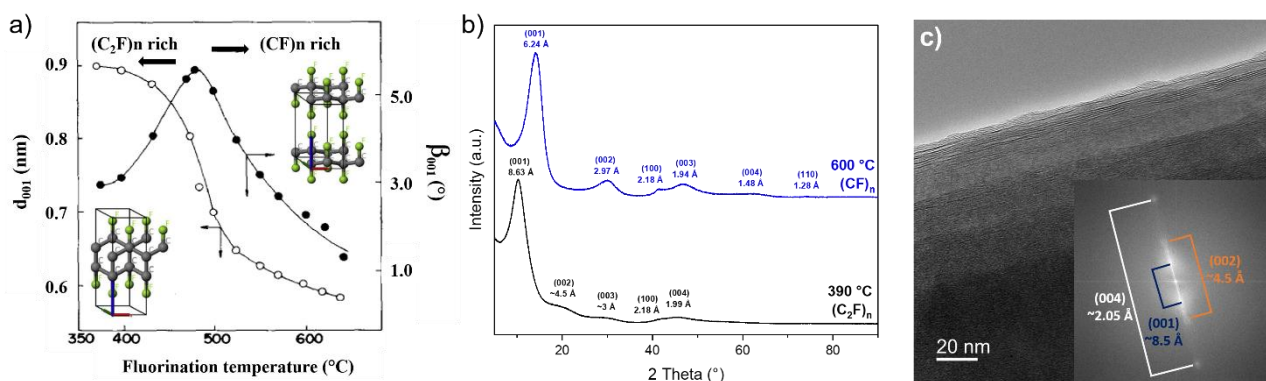 a)
(C₂F)n rich
(CF)n rich
0.9
0.8
0.7
0.6
d₀₀₁ (nm)
5.0
3.0
1.0
β₀₀₁ (°)
350 400 500 600 700
Fluorination temperature (°C)
b)
Intensity (a.u.)
(001)
6.24 Å
(002)
2.97 Å
(100)
2.18 Å
(003)
1.94 Å
(004)
1.48 Å
(110)
1.28 Å
600 °C
(CF)ₙ
(001)
8.63 Å
(002)
~4.5 Å
(003)
~3 Å
(100)
2.18 Å
(004)
1.99 Å
390 °C
(C₂F)ₙ
20 40 60 80
2 Theta (°)
c)
20 nm
(004)
~2.05 Å
(002)
~4.5 Å
(001)
~8.5 Å